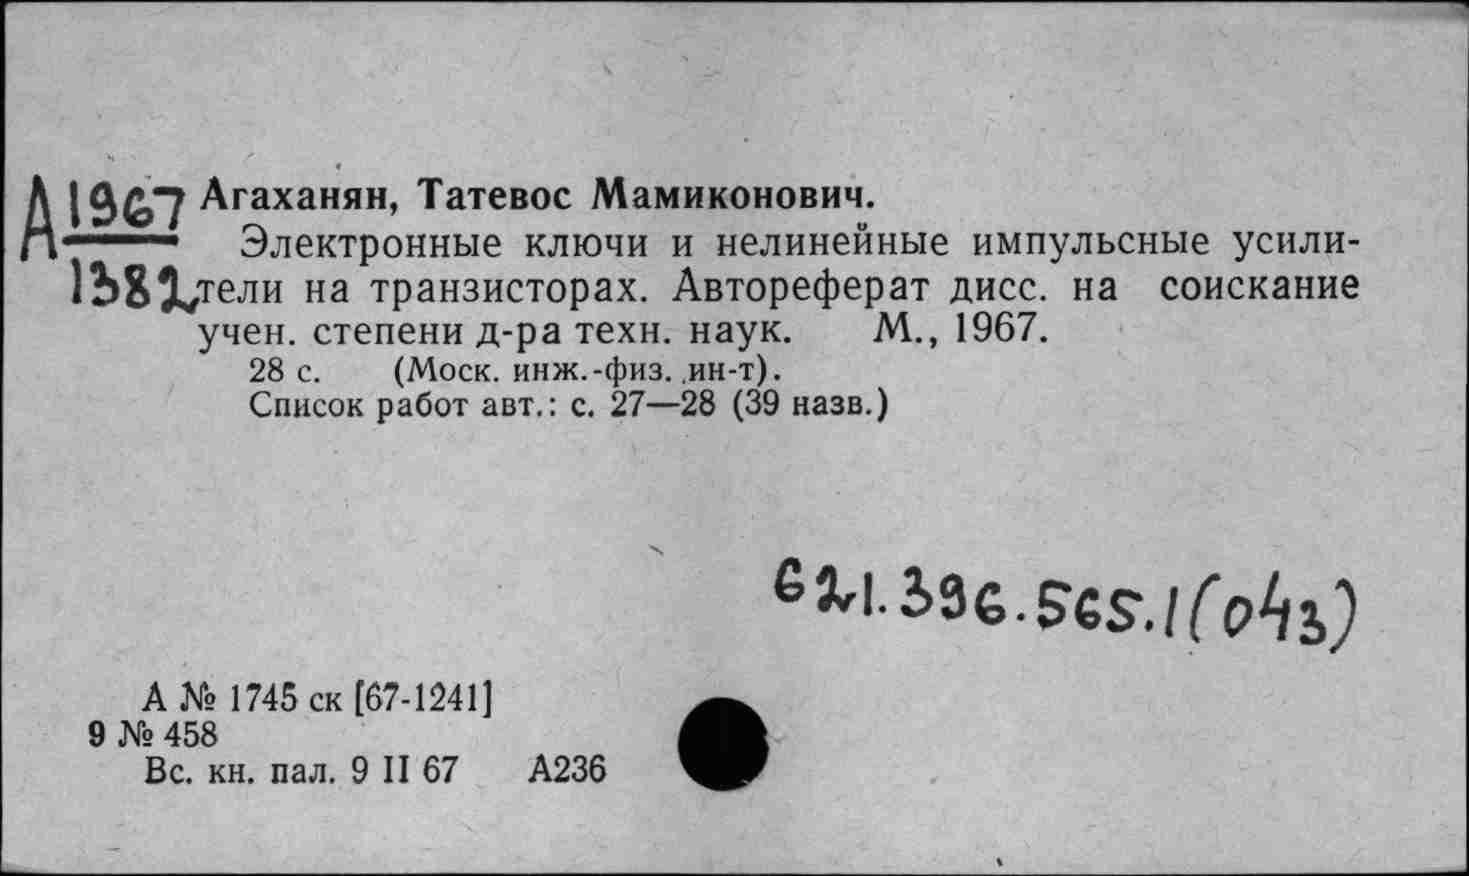 А 1967 Агаханян, Татевос Мамиконович.
Электронные ключи и нелинейные импульсные усили-
1382 тели на транзисторах. Автореферат дисс. на соискание
учен. степени д-ра техн. наук. М., 1967.
28 с. (Моск. инж.-физ. ин-т).
Список работ авт.: с. 27—28 (39 назв.)
621.396.565.1(043)
А № 1745 ск [67-1241]
9 № 458
Вс. кн. пал. 9 II 67 А236